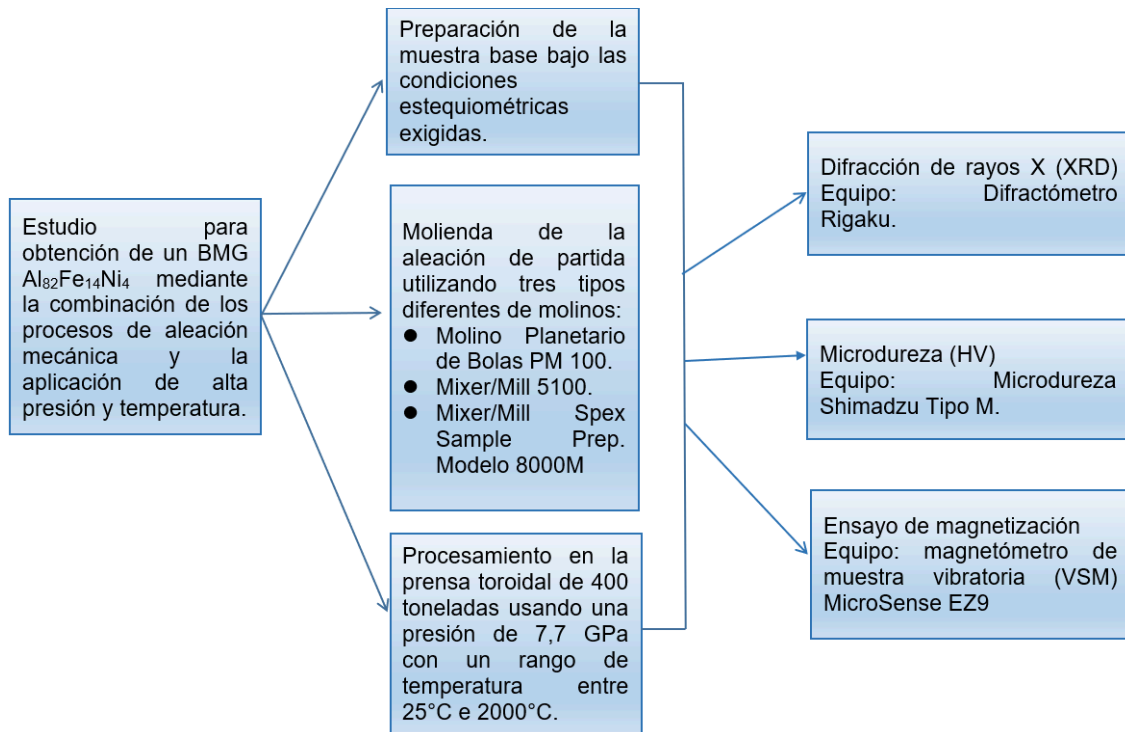 Estudio para
obtención de un BMG
Al₈₂Fe₁₄Ni₄ mediante
la combinación de los
procesos de aleación
mecánica y la
aplicación de alta
presión y temperatura.
Preparación de la
muestra base bajo las
condiciones
estequiométricas
exigidas.
Molienda de la
aleación de partida
utilizando tres tipos
diferentes de molinos:
● Molino Planetario
de Bolas PM 100.
● Mixer/Mill 5100.
● Mixer/Mill Spex
Sample Prep.
Modelo 8000M
Procesamiento en la
prensa toroidal de 400
toneladas usando una
presión de 7,7 GPa
con un rango de
temperatura entre
25°C e 2000°C.
Difracción de rayos X (XRD)
Equipo: Difractómetro
Rigaku.
Microdureza (HV)
Equipo: Microdureza
Shimadzu Tipo M.
Ensayo de magnetización
Equipo: magnetómetro de
muestra vibratoria (VSM)
MicroSense EZ9